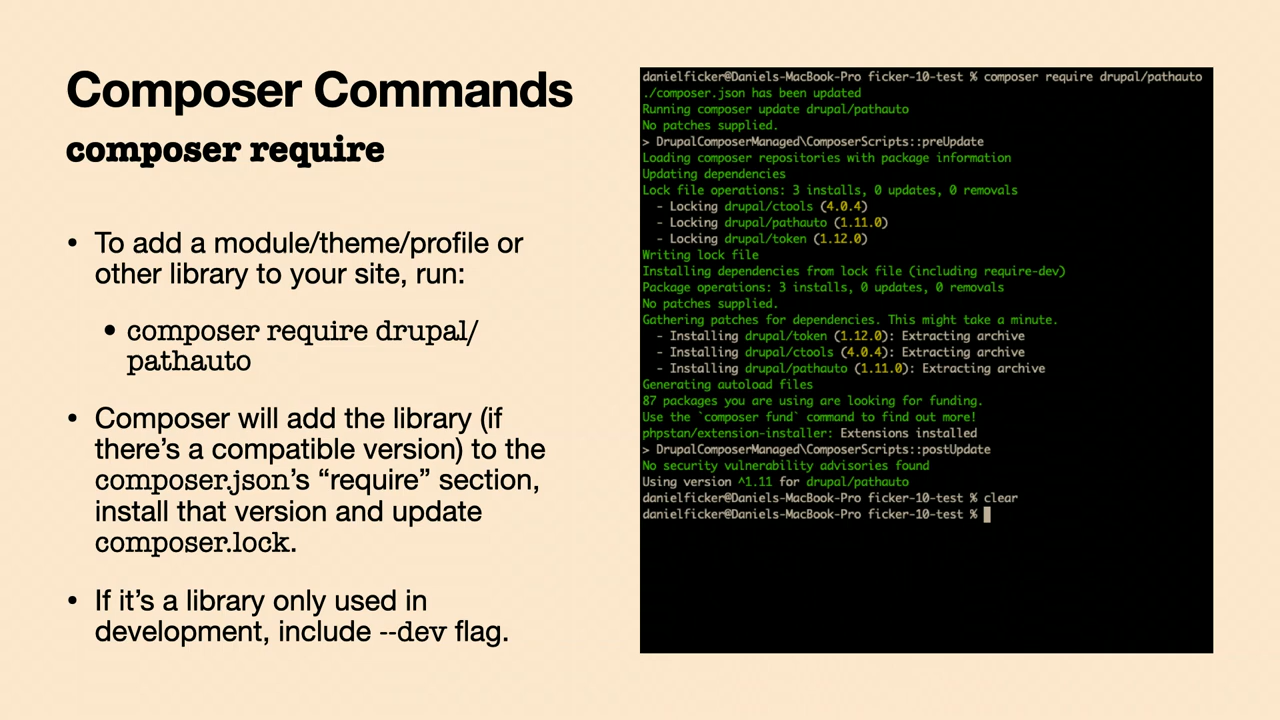 Composer Commands
composer require
• To add a module/theme/profile or
other library to your site, run:
• composer require drupal/
pathauto
• Composer will add the library (if
there's a compatible version) to the
composer.json's “require” section,
install that version and update
composer.lock.
• If it's a library only used in
development, include --dev flag.
danielficker@Daniels-MacBook-Pro ficker-10-test % composer require drupal/pathauto
./composer.json has been updated
Running composer update drupal/pathauto
No patches supplied.
> DrupalComposerManaged\ComposerScripts::preUpdate
Loading composer repositories with package information
Updating dependencies
Lock file operations: 3 installs, 0 updates, 0 removals
  - Locking drupal/ctools (4.0.4)
  - Locking drupal/pathauto (1.11.0)
  - Locking drupal/token (1.12.0)
Writing lock file
Installing dependencies from lock file (including require-dev)
Package operations: 3 installs, 0 updates, 0 removals
No patches supplied.
Gathering patches for dependencies. This might take a minute.
  - Installing drupal/token (1.12.0): Extracting archive
  - Installing drupal/ctools (4.0.4): Extracting archive
  - Installing drupal/pathauto (1.11.0): Extracting archive
Generating autoload files
87 packages you are using are looking for funding.
Use the `composer fund` command to find out more!
phpstan/extension-installer: Extensions installed
> DrupalComposerManaged\ComposerScripts::postUpdate
No security vulnerability advisories found
Using version ^1.11 for drupal/pathauto
danielficker@Daniels-MacBook-Pro ficker-10-test % clear
danielficker@Daniels-MacBook-Pro ficker-10-test %